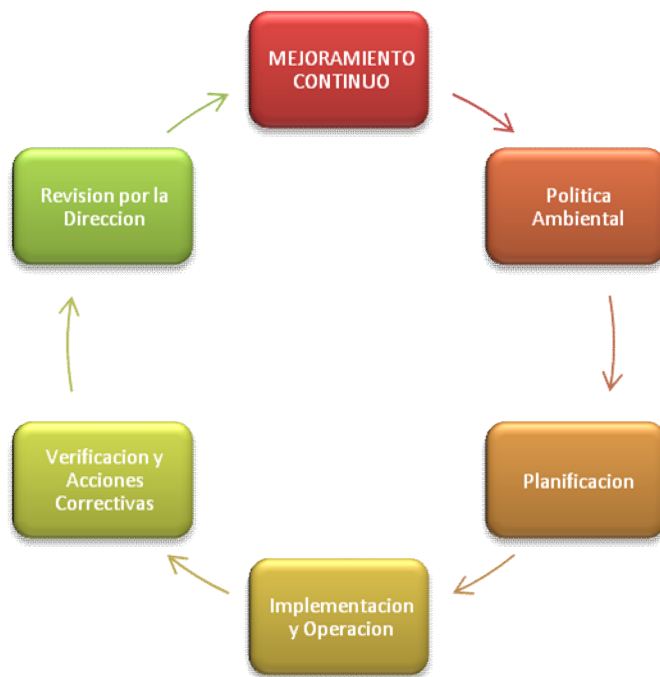 MEJORAMIENTO
CONTINUO
Politica
Ambiental
Planificacion
Implementacion
y Operacion
Verificacion y
Acciones
Correctivas
Revision por la
Direccion